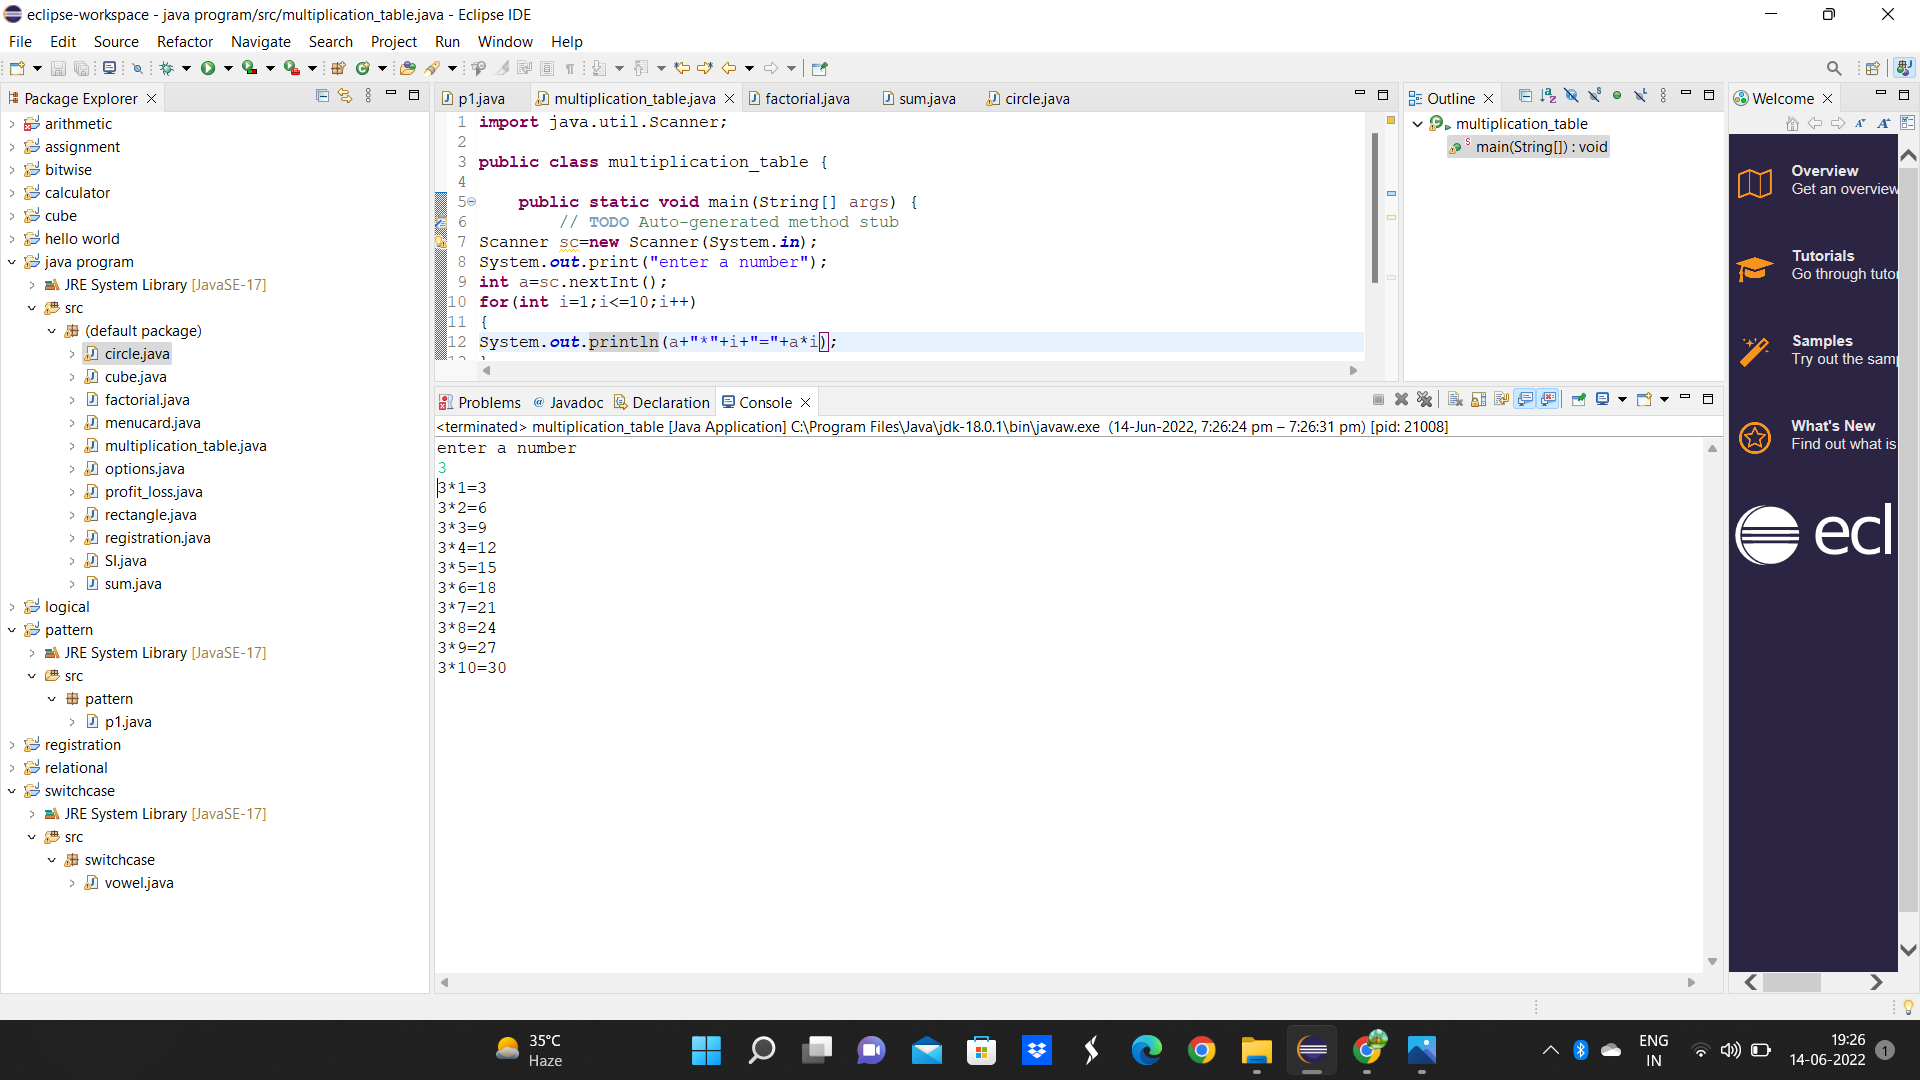 eclipse-workspace - java program/src/multiplication_table.java - Eclipse IDE
File Edit Source Refactor Navigate Search Project Run Window Help
Package Explorer
arithmetic
assignment
bitwise
calculator
cube
hello world
java program
JRE System Library [JavaSE-17]
src
(default package)
circle.java
cube.java
factorial.java
menucard.java
multiplication_table.java
options.java
profit_loss.java
rectangle.java
registration.java
SI.java
sum.java
logical
pattern
JRE System Library [JavaSE-17]
src
pattern
p1.java
registration
relational
switchcase
JRE System Library [JavaSE-17]
src
switchcase
vowel.java
p1.java multiplication_table.java factorial.java sum.java circle.java
1 import java.util.Scanner;
2
3 public class multiplication_table {
4
5 public static void main(String[] args) {
6 // TODO Auto-generated method stub
7 Scanner sc=new Scanner(System.in);
8 System.out.print("enter a number");
9 int a=sc.nextInt();
10 for(int i=1;i<=10;i++)
11 {
12 System.out.println(a+"*"+i+"="+a*i);
Outline
multiplication_table
main(String[]) : void
Welcome
Overview
Get an overview
Tutorials
Go through tutor
Samples
Try out the samp
What's New
Find out what is
ecl
Problems Javadoc Declaration Console
<terminated> multiplication_table [Java Application] C:\Program Files\Java\jdk-18.0.1\bin\javaw.exe (14-Jun-2022, 7:26:24 pm – 7:26:31 pm) [pid: 21008]
enter a number
3
3*1=3
3*2=6
3*3=9
3*4=12
3*5=15
3*6=18
3*7=21
3*8=24
3*9=27
3*10=30
35°C
Haze
ENG
IN
19:26
14-06-2022
1